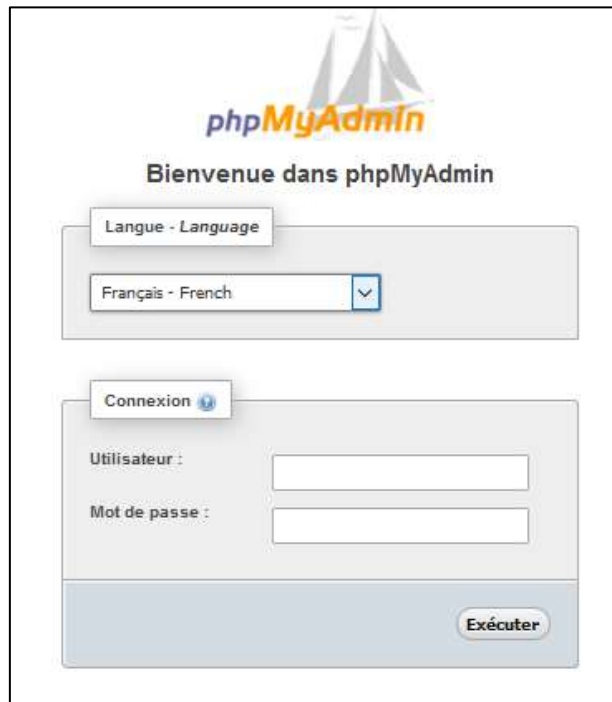 phpMyAdmin
Bienvenue dans phpMyAdmin
Langue - Language
Français - French
Connexion
Utilisateur :
Mot de passe :
Exécuter